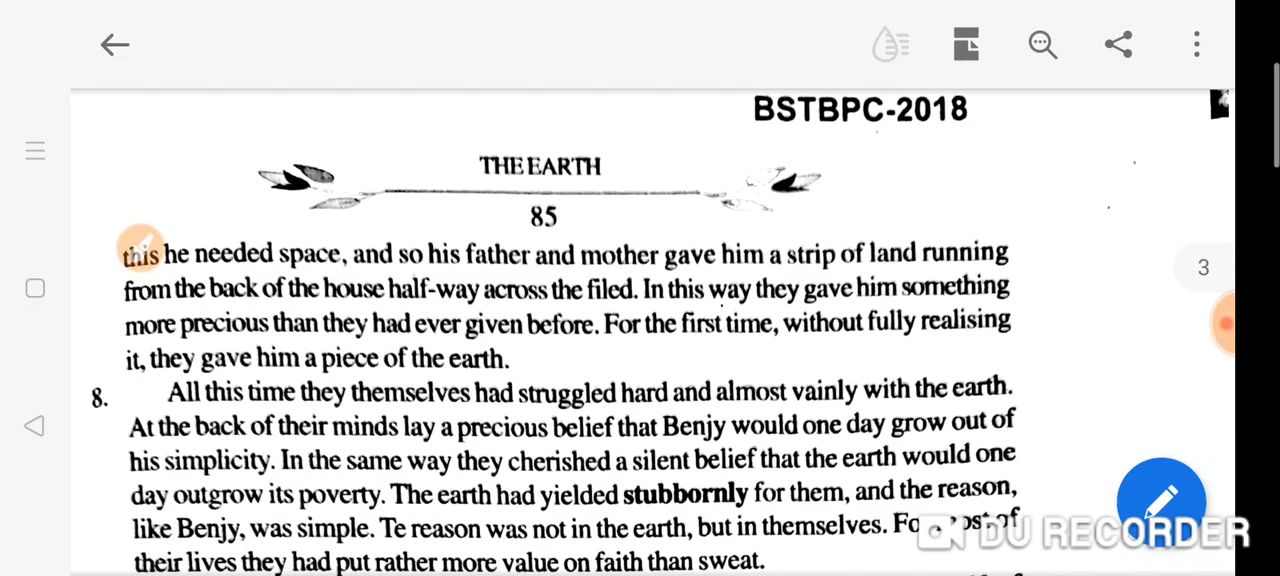 BSTBPC-2018
THE EARTH
85
this he needed space, and so his father and mother gave him a strip of land running
3
from the back of the house half-way across the filed. In this way they gave him something
more precious than they had ever given before. For the first time, without fully realising
it, they gave him a piece of the earth.
8. All this time they themselves had struggled hard and almost vainly with the earth.
At the back of their minds lay a precious belief that Benjy would one day grow out of
his simplicity. In the same way they cherished a silent belief that the earth would one
day outgrow its poverty. The earth had yielded stubbornly for them, and the reason,
like Benjy, was simple. Te reason was not in the earth, but in themselves. of
DU RECORDER
their lives they had put rather more value on faith than sweat.